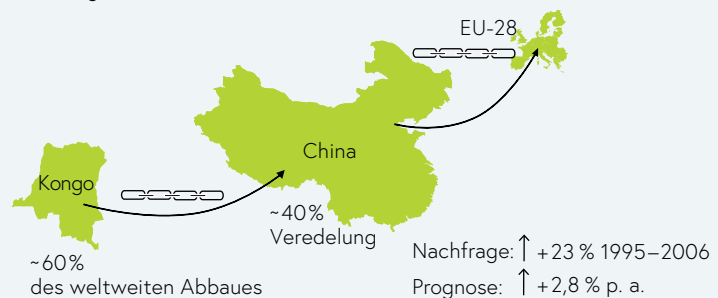 EU-28
China
Kongo
~40%
Veredelung
~60%
des weltweiten Abbaues
Nachfrage: ↑ +23 % 1995–2006
Prognose: ↑ +2,8 % p. a.